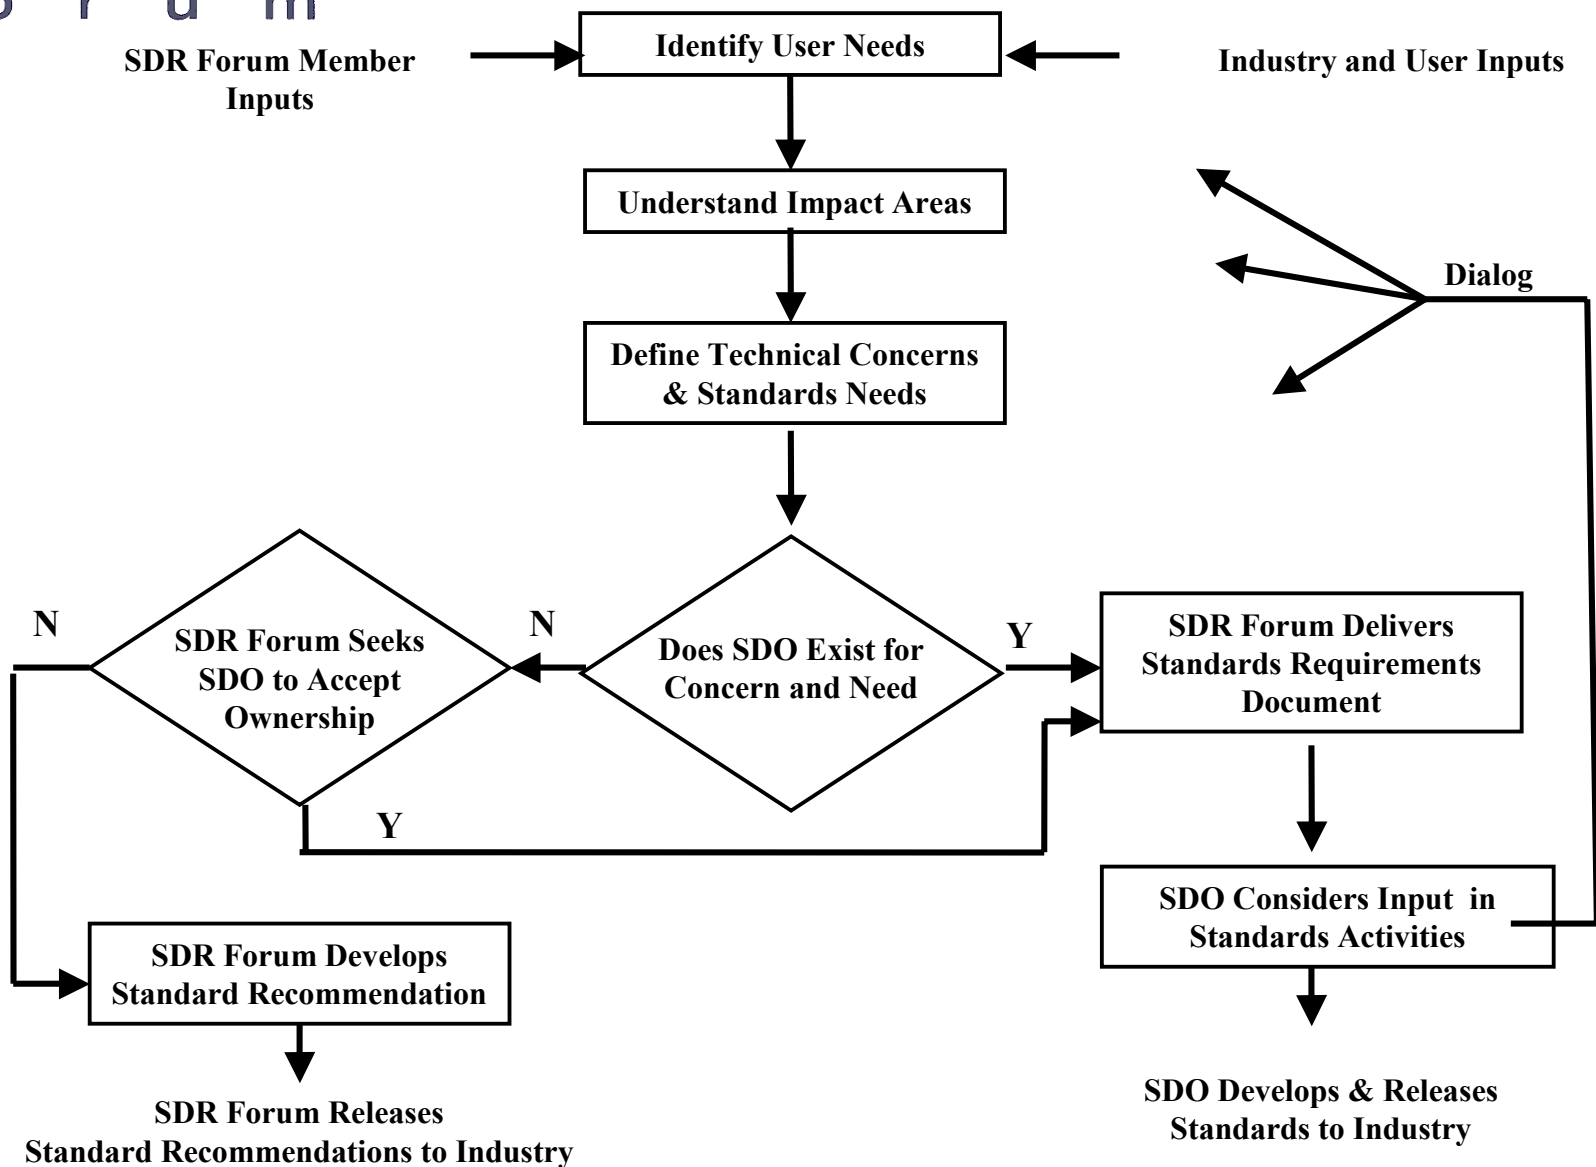 o r u m
SDR Forum Member
Inputs
Identify User Needs
Industry and User Inputs
Understand Impact Areas
Dialog
Define Technical Concerns
& Standards Needs
N
SDR Forum Seeks
SDO to Accept
Ownership
N
Does SDO Exist for
Concern and Need
Y
SDR Forum Delivers
Standards Requirements
Document
Y
SDO Considers Input in
Standards Activities
SDR Forum Develops
Standard Recommendation
SDO Develops & Releases
Standards to Industry
SDR Forum Releases
Standard Recommendations to Industry